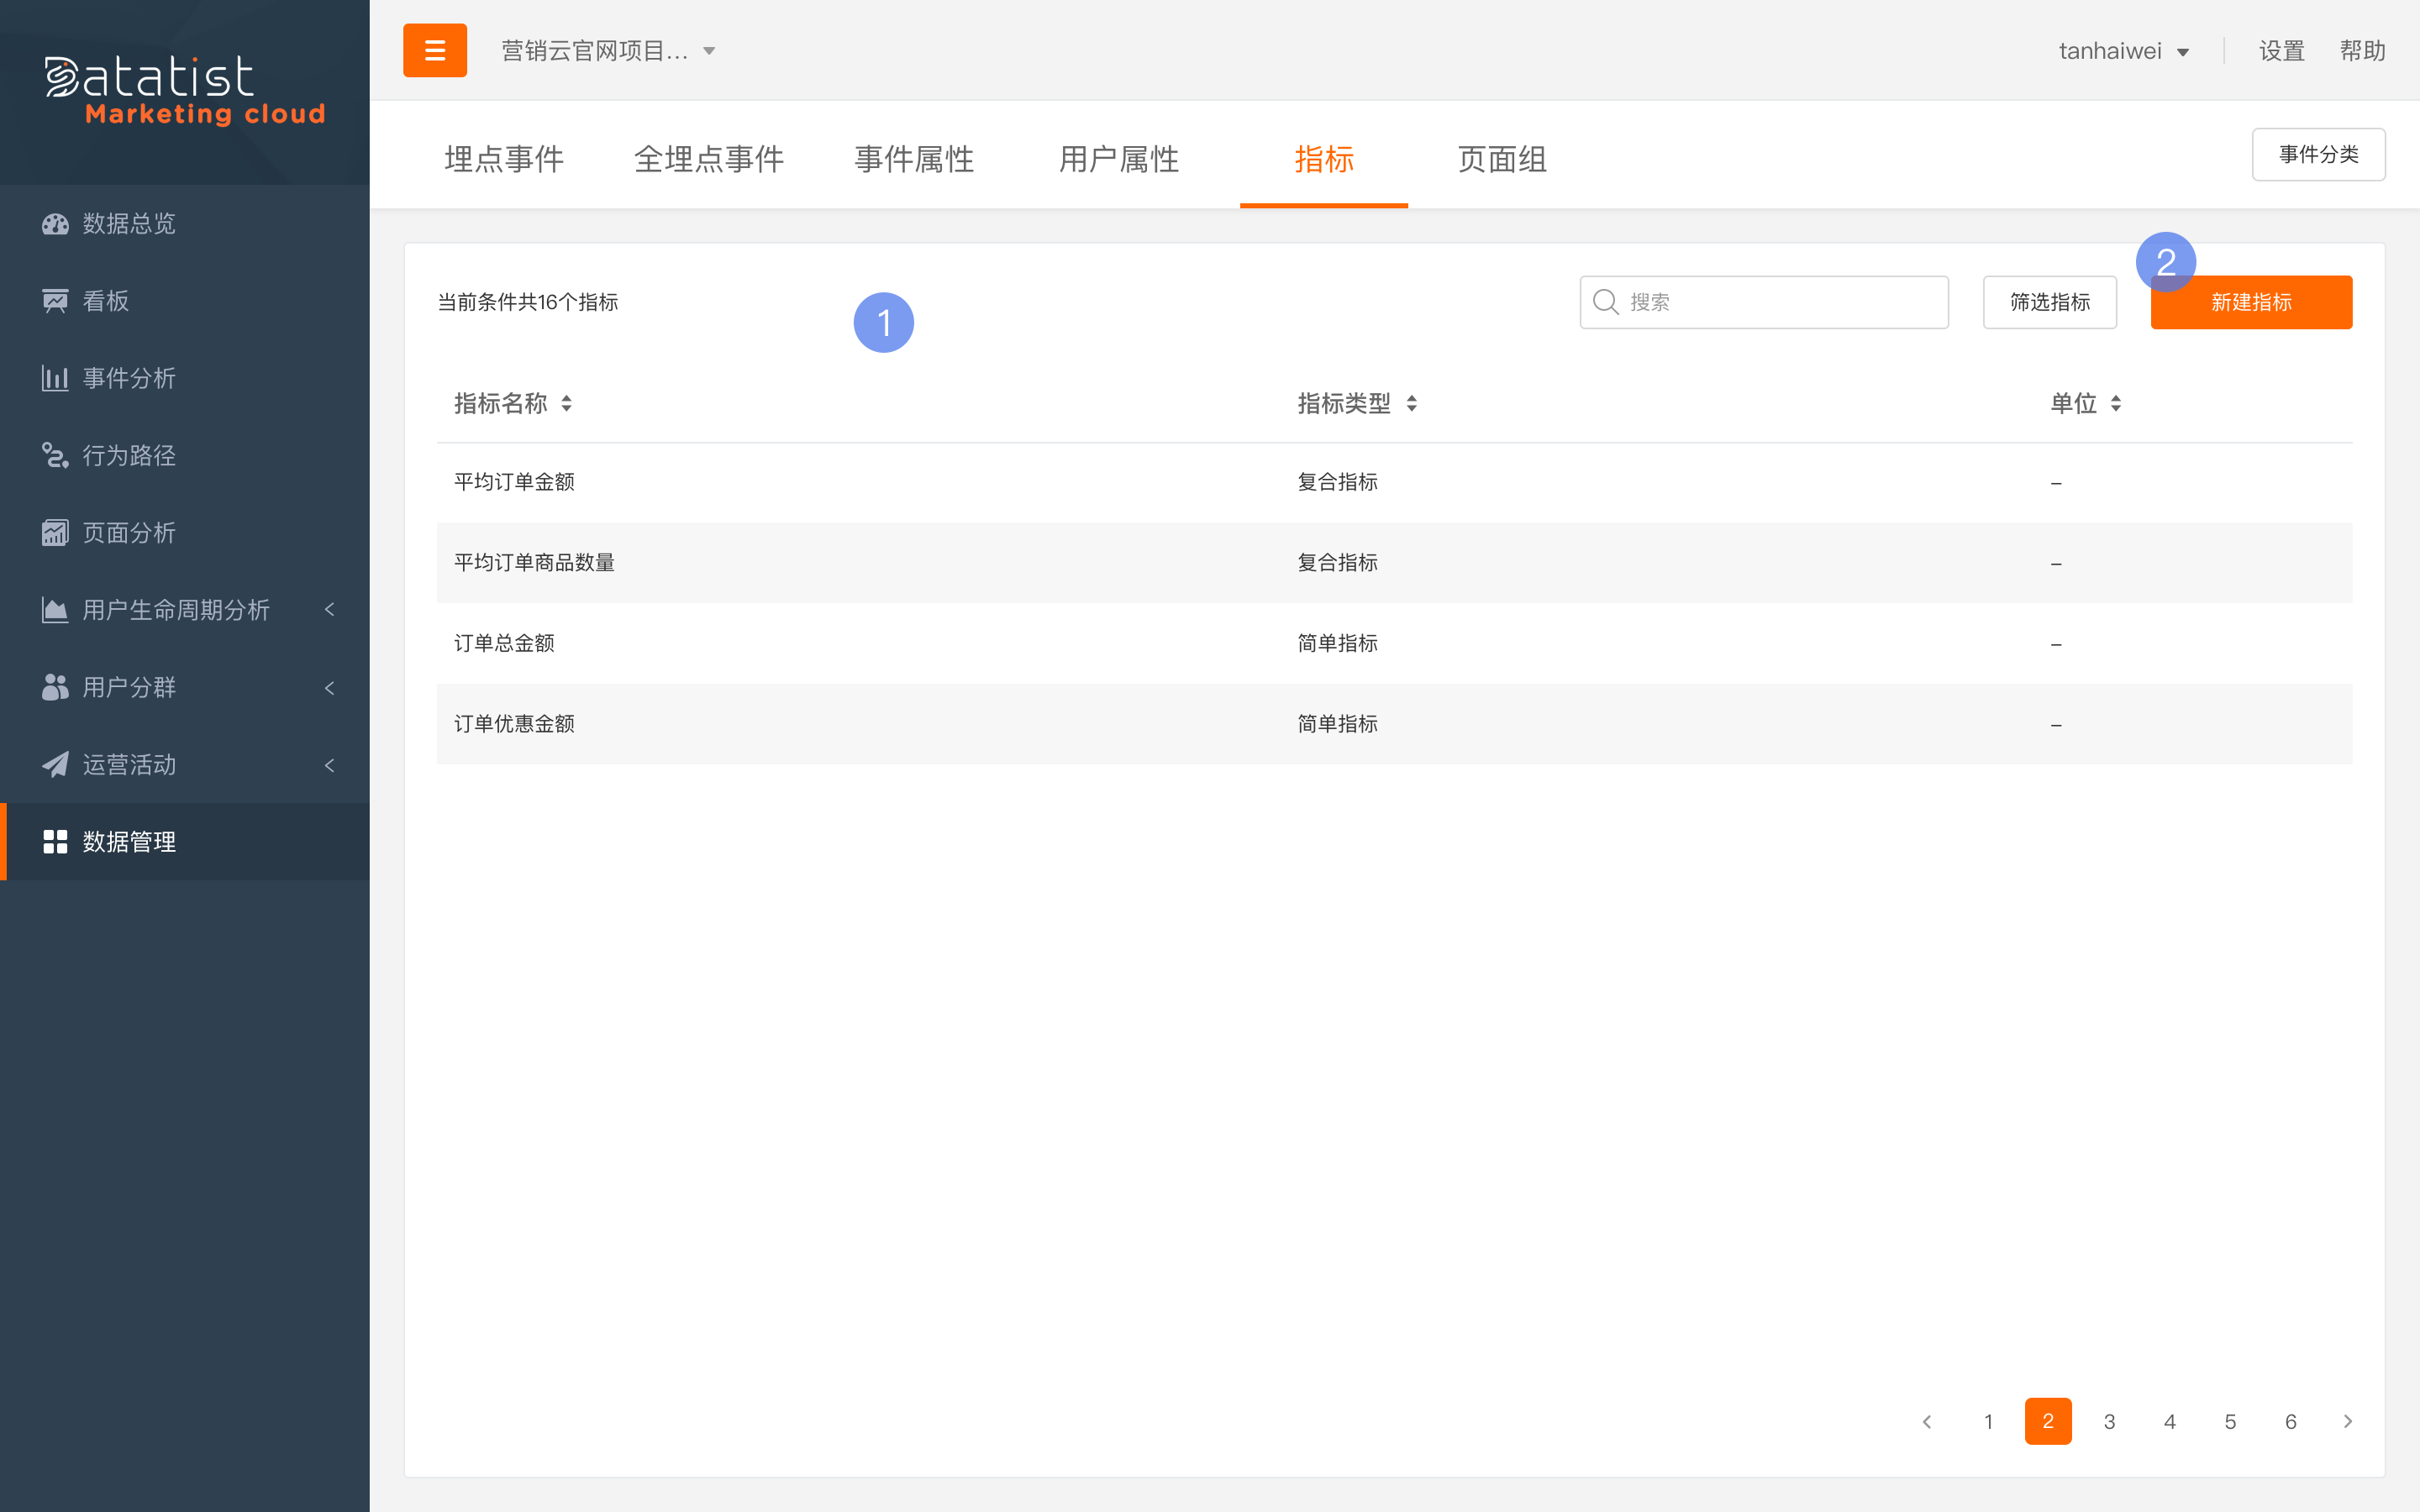 Datatist
Marketing cloud
营销云官网项目...
tanhaiwei
设置
帮助
数据总览
看板
事件分析
行为路径
页面分析
用户生命周期分析
用户分群
运营活动
数据管理
埋点事件
全埋点事件
事件属性
用户属性
指标
页面组
事件分类
当前条件共16个指标
1
搜索
筛选指标
2
新建指标
指标名称
指标类型
单位
平均订单金额
复合指标
–
平均订单商品数量
复合指标
–
订单总金额
简单指标
–
订单优惠金额
简单指标
–
< 1 2 3 4 5 6 >